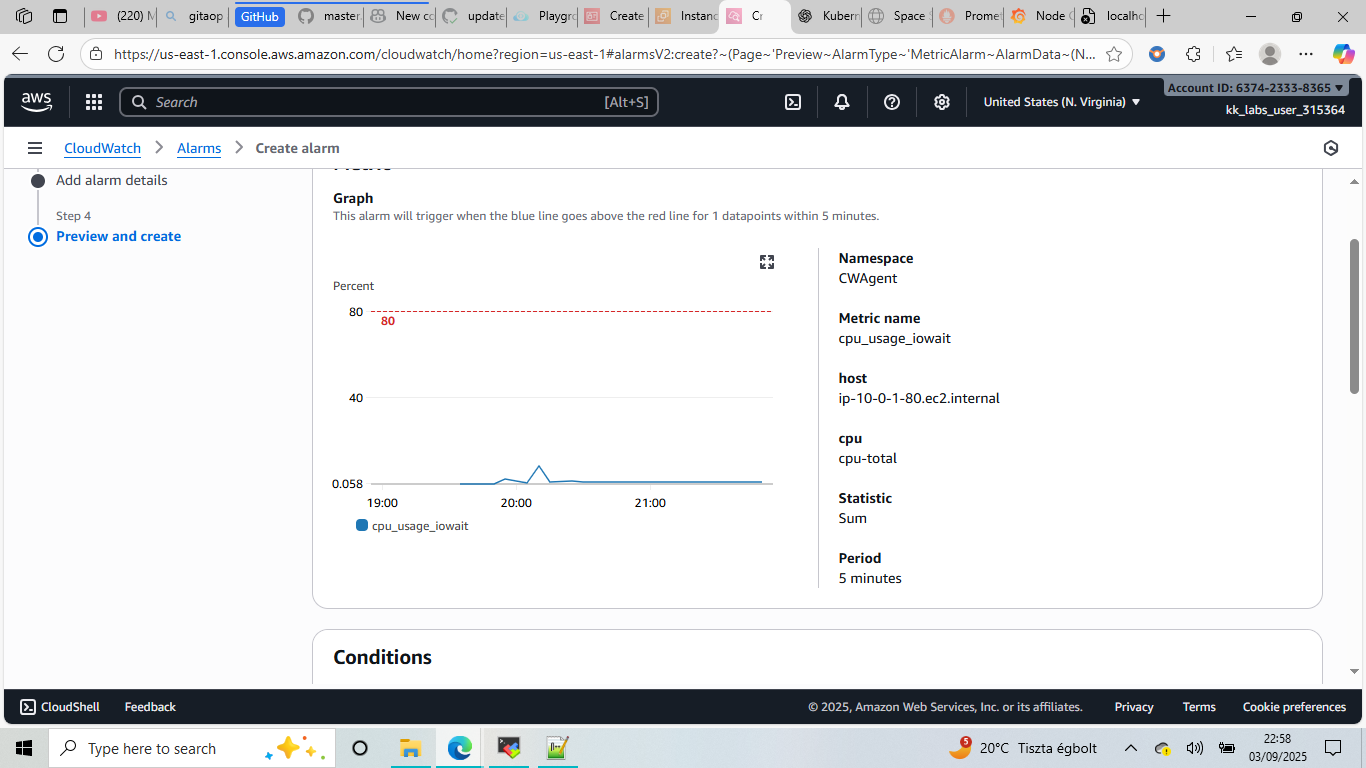 (220) M
gitaop
GitHub
master.
New cc
update
Playgro
Create
Instanc
Cr
Kubern
Space
Promet
Node
localhc
https://us-east-1.console.aws.amazon.com/cloudwatch/home?region=us-east-1#alarmsV2:create?~(Page~'Preview~AlarmType~'MetricAlarm~AlarmData~(N...
aws
Search
[Alt+S]
United States (N. Virginia) ▼
Account ID: 6374-2333-8365 ▼
kk_labs_user_315364
CloudWatch > Alarms > Create alarm
Add alarm details
Step 4
Preview and create
Graph
This alarm will trigger when the blue line goes above the red line for 1 datapoints within 5 minutes.
Percent
80
80
40
0.058
19:00
20:00
21:00
cpu_usage_iowait
Namespace
CWAgent
Metric name
cpu_usage_iowait
host
ip-10-0-1-80.ec2.internal
cpu
cpu-total
Statistic
Sum
Period
5 minutes
Conditions
CloudShell
Feedback
© 2025, Amazon Web Services, Inc. or its affiliates.
Privacy
Terms
Cookie preferences
Type here to search
5
20°C Tiszta égbolt
22:58
03/09/2025